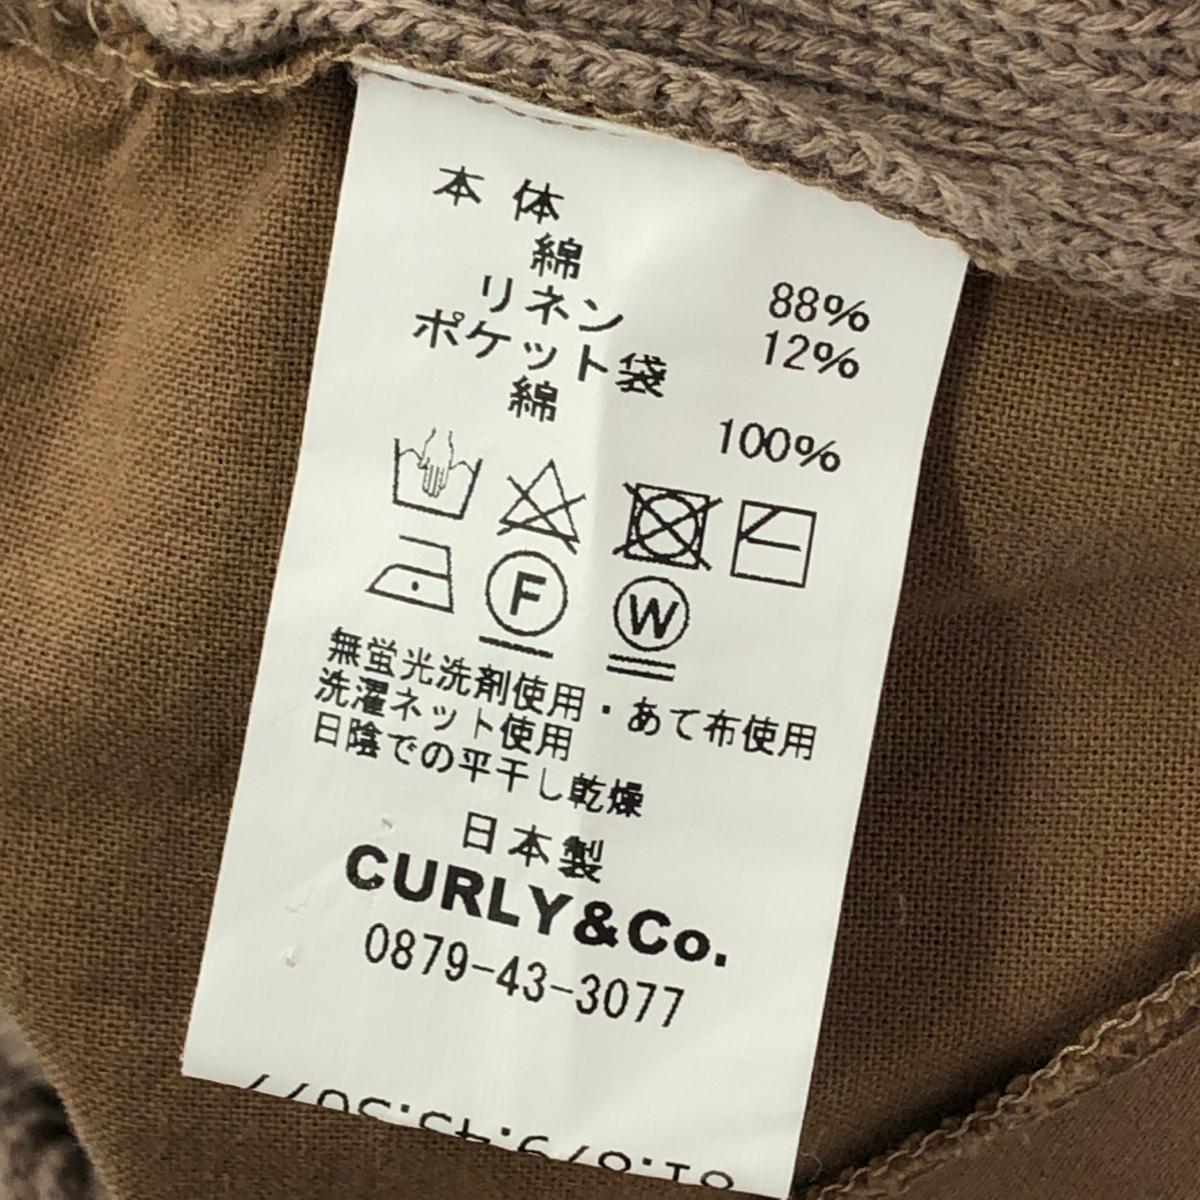 本体
綿 88%
リネン 12%
ポケット袋
綿 100%
F W
無蛍光洗剤使用・あて布使用
洗濯ネット使用
日陰での平干し乾燥
日本製
CURLY&Co.
0879-43-3077